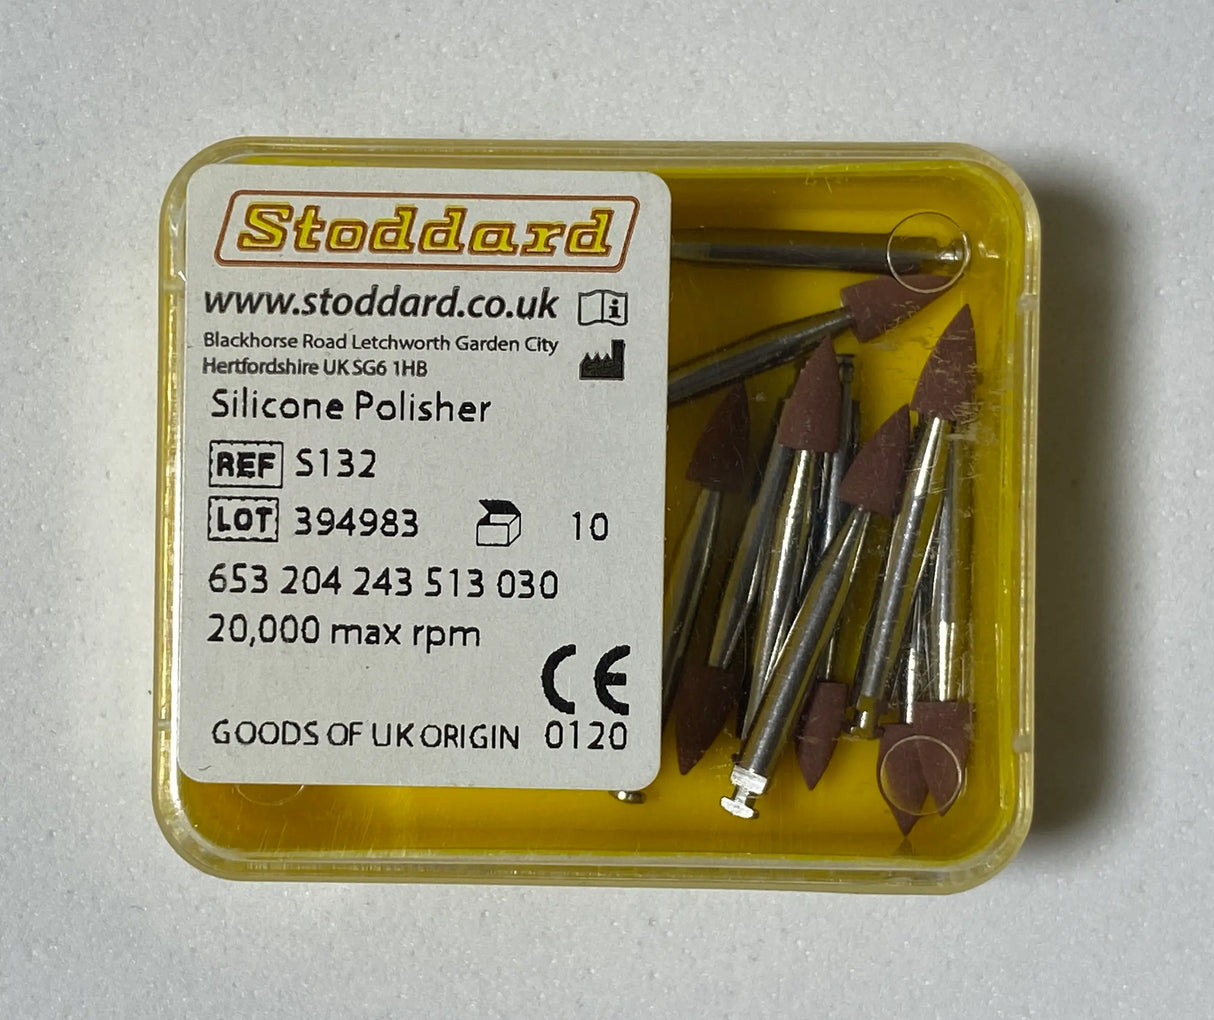 Stoddard
www.stoddard.co.uk
Blackhorse Road Letchworth Garden City
Hertfordshire UK SG6 1HB
Silicone Polisher
REF S132
LOT 394983 10
653 204 243 513 030
20,000 max rpm
CE
GOODS OF UK ORIGIN 0120